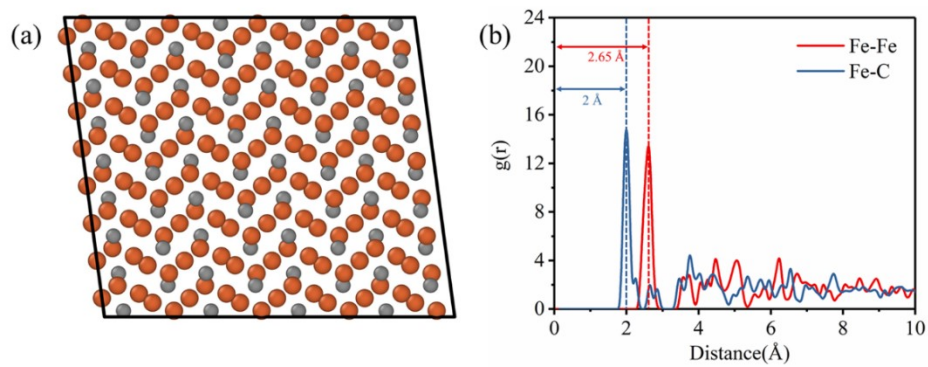 (a)
(b)
24
20
16
12
8
4
0
g(r)
2.65 Å
2 Å
Fe-Fe
Fe-C
0
2
4
6
8
10
Distance(Å)